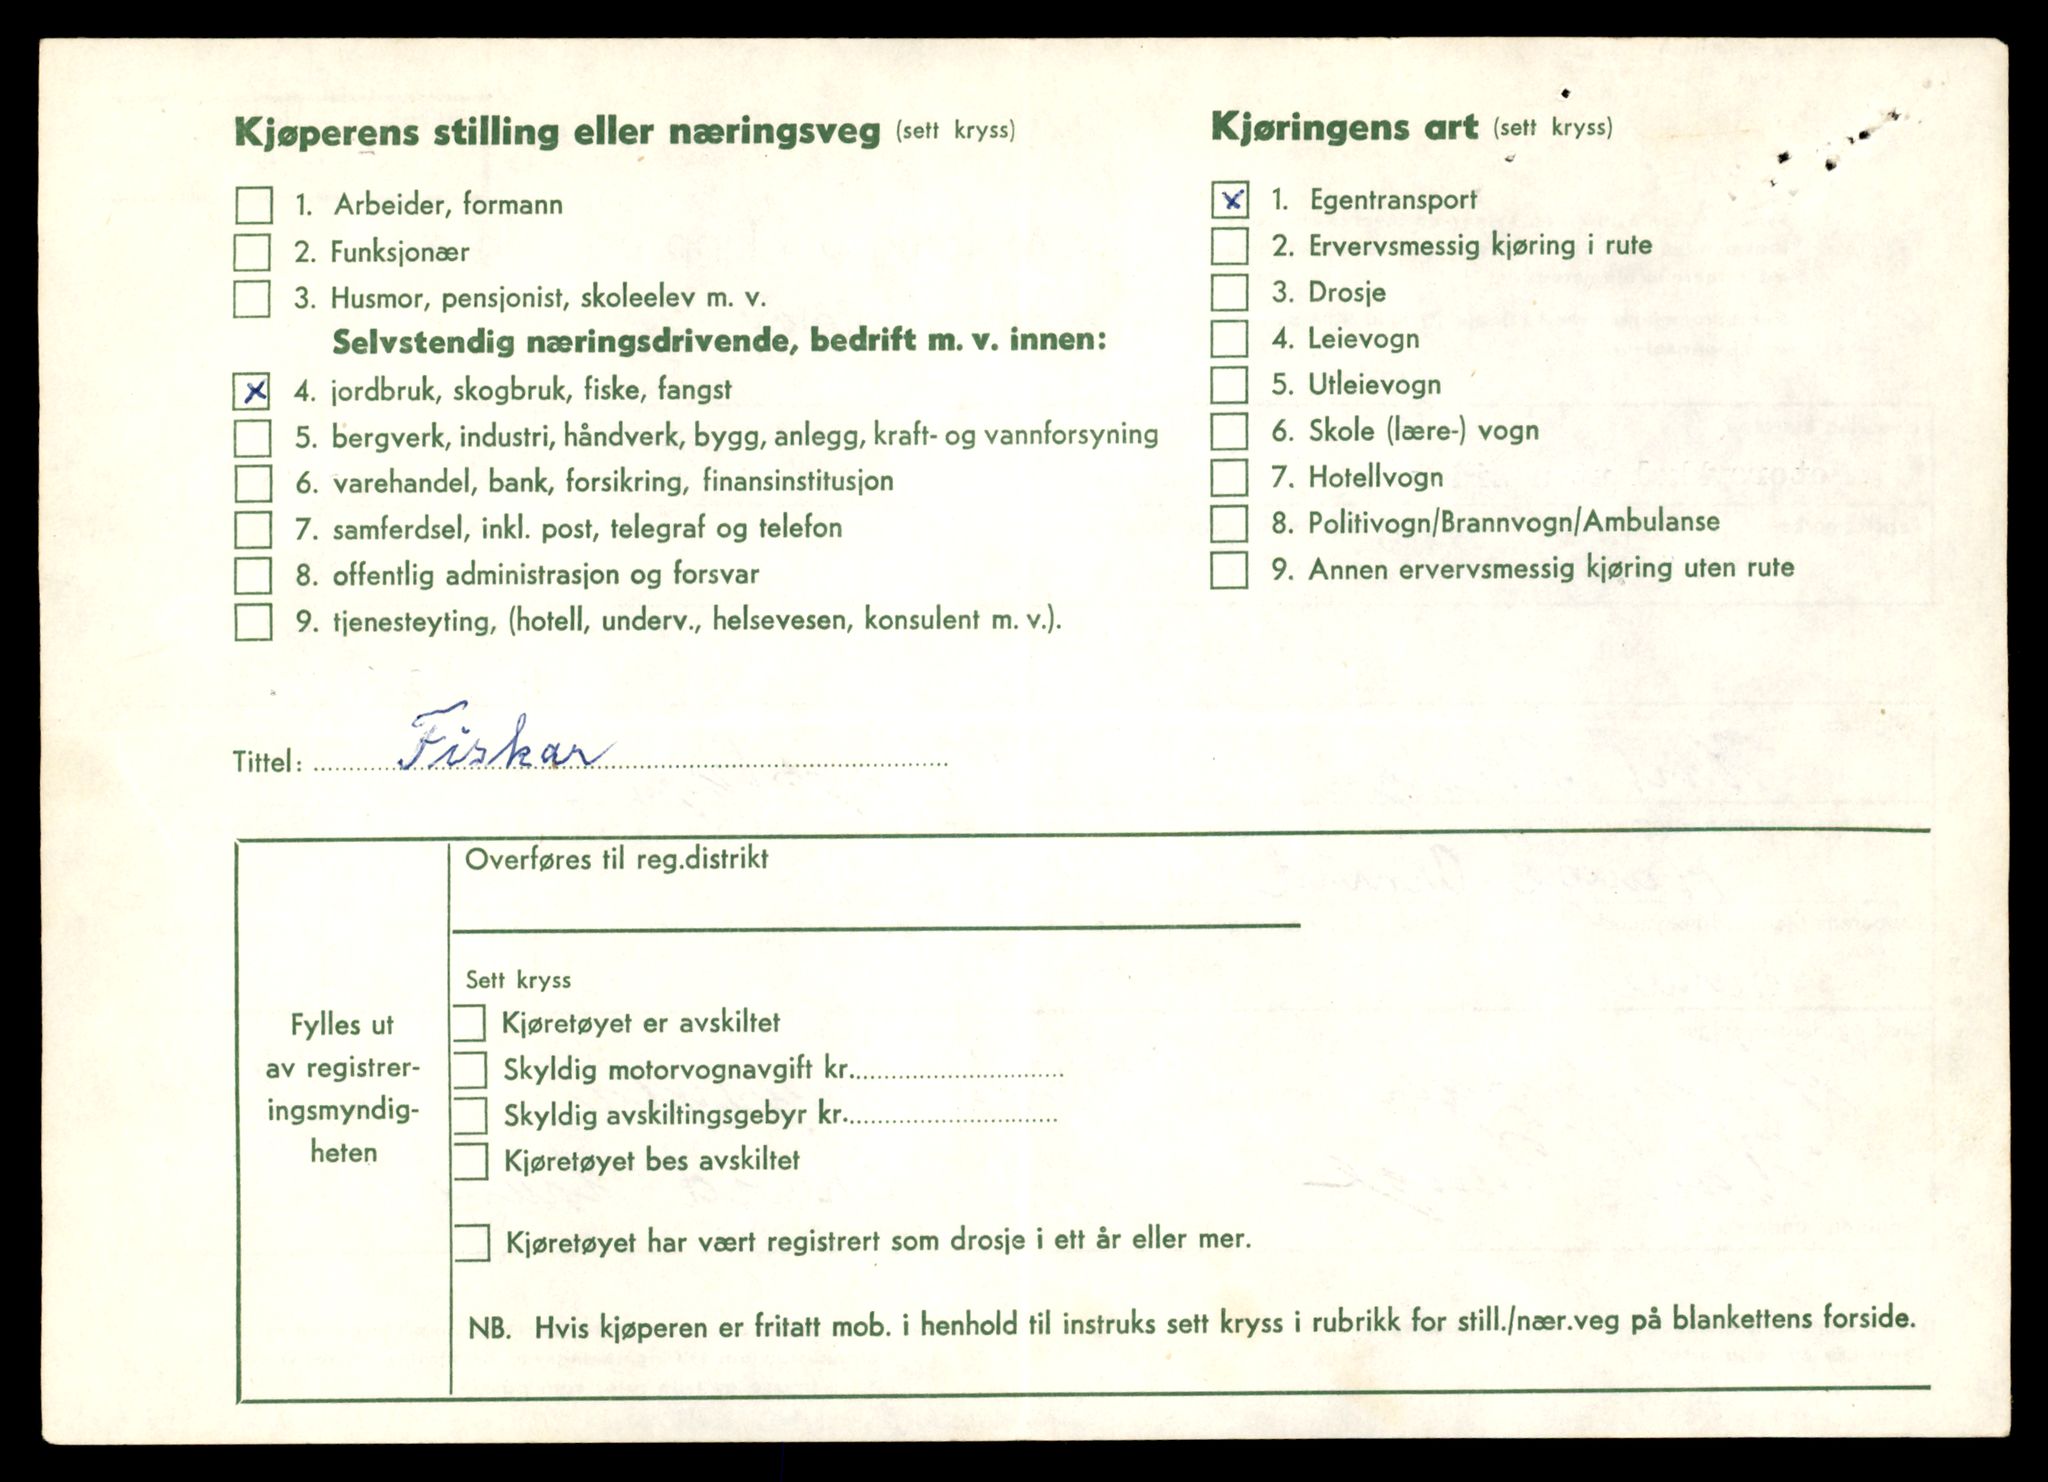 Kjøperens stilling eller næringsveg (sett kryss)
1. Arbeider, formann
2. Funksjonær
3. Husmor, pensjonist, skoleelev m. v.
Selvstendig næringsdrivende, bedrift m. v. innen:
x 4. jordbruk, skogbruk, fiske, fangst
5. bergverk, industri, håndverk, bygg, anlegg, kraft- og vannforsyning
6. varehandel, bank, forsikring, finansinstitusjon
7. samferdsel, inkl. post, telegraf og telefon
8. offentlig administrasjon og forsvar
9. tjenesteyting, (hotell, underv., helsevesen, konsulent m. v.).
Kjøringens art (sett kryss)
x 1. Egentransport
2. Ervervsmessig kjøring i rute
3. Drosje
4. Leievogn
5. Utleievogn
6. Skole (lære-) vogn
7. Hotellvogn
8. Politivogn/Brannvogn/Ambulanse
9. Annen ervervsmessig kjøring uten rute
Tittel: Fiskar
Fylles ut
av registrer-
ingsmyndig-
heten
Overføres til reg.distrikt
Sett kryss
Kjøretøyet er avskiltet
Skyldig motorvognavgift kr.
Skyldig avskiltingsgebyr kr.
Kjøretøyet bes avskiltet
Kjøretøyet har vært registrert som drosje i ett år eller mer.
NB. Hvis kjøperen er fritatt mob. i henhold til instruks sett kryss i rubrikk for still./nær.veg på blankettens forside.